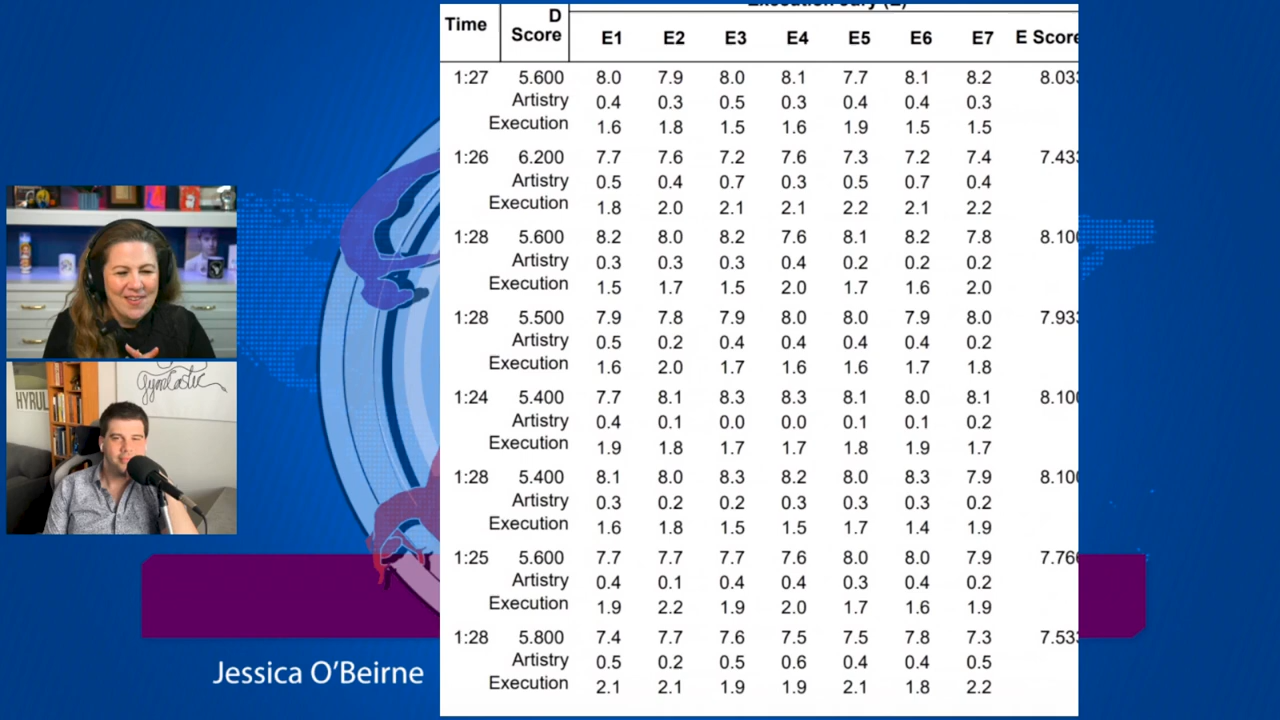 Execution Jury (E)
Time D Score E1 E2 E3 E4 E5 E6 E7 E Score
1:27 5.600 8.0 7.9 8.0 8.1 7.7 8.1 8.2 8.033
Artistry 0.4 0.3 0.5 0.3 0.4 0.4 0.3
Execution 1.6 1.8 1.5 1.6 1.9 1.5 1.5
1:26 6.200 7.7 7.6 7.2 7.6 7.3 7.2 7.4 7.433
Artistry 0.5 0.4 0.7 0.3 0.5 0.7 0.4
Execution 1.8 2.0 2.1 2.1 2.2 2.1 2.2
1:28 5.600 8.2 8.0 8.2 7.6 8.1 8.2 7.8 8.100
Artistry 0.3 0.3 0.3 0.4 0.2 0.2 0.2
Execution 1.5 1.7 1.5 2.0 1.7 1.6 2.0
1:28 5.500 7.9 7.8 7.9 8.0 8.0 7.9 8.0 7.933
Artistry 0.5 0.2 0.4 0.4 0.4 0.4 0.2
Execution 1.6 2.0 1.7 1.6 1.6 1.7 1.8
1:24 5.400 7.7 8.1 8.3 8.3 8.1 8.0 8.1 8.100
Artistry 0.4 0.1 0.0 0.0 0.1 0.1 0.2
Execution 1.9 1.8 1.7 1.7 1.8 1.9 1.7
1:28 5.400 8.1 8.0 8.3 8.2 8.0 8.3 7.9 8.100
Artistry 0.3 0.2 0.2 0.3 0.3 0.3 0.2
Execution 1.6 1.8 1.5 1.5 1.7 1.4 1.9
1:25 5.600 7.7 7.7 7.7 7.6 8.0 8.0 7.9 7.766
Artistry 0.4 0.1 0.4 0.4 0.3 0.4 0.2
Execution 1.9 2.2 1.9 2.0 1.7 1.6 1.9
1:28 5.800 7.4 7.7 7.6 7.5 7.5 7.8 7.3 7.533
Artistry 0.5 0.2 0.5 0.6 0.4 0.4 0.5
Execution 2.1 2.1 1.9 1.9 2.1 1.8 2.2
GymCastic
HYRUL
Jessica O'Beirne